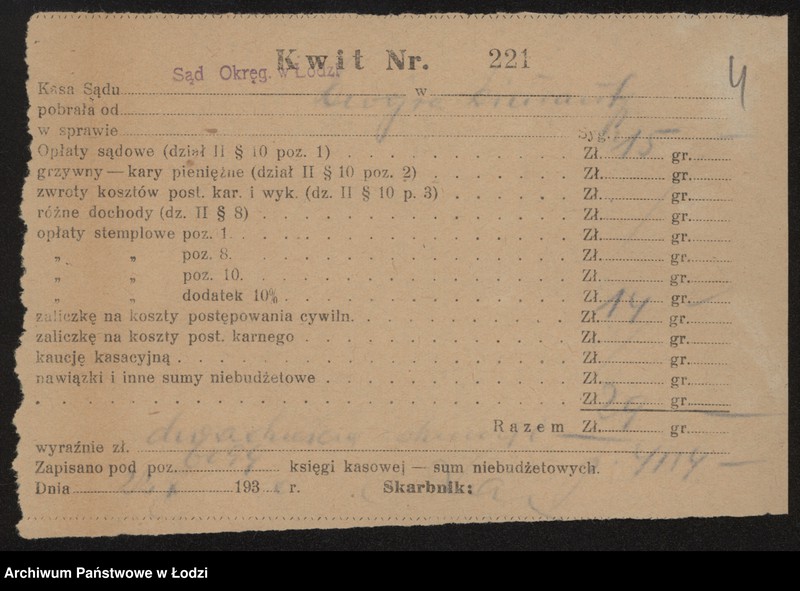 Kwit Nr. 221
4
Sąd Okręg. w Łodzi
Kasa Sądu w
pobrała od
w sprawie Syg.
Opłaty sądowe (dział II § 10 poz. 1) Zł. 15 gr.
grzywny — kary pieniężne (dział II § 10 poz. 2) Zł. gr.
zwroty kosztów post. kar. i wyk. (dz. II § 10 p. 3) Zł. gr.
różne dochody (dz. II § 8) Zł. gr.
opłaty stemplowe poz. 1. Zł. gr.
„ „ poz. 8. Zł. gr.
„ „ poz. 10. Zł. gr.
„ „ dodatek 10% Zł. gr.
zaliczkę na koszty postępowania cywiln. Zł. 14 gr.
zaliczkę na koszty post. karnego Zł. gr.
kaucję kasacyjną Zł. gr.
nawiązki i inne sumy niebudżetowe Zł. gr.
Zł. gr.
Razem Zł. 29 gr.
wyraźnie zł.
Zapisano pod poz. księgi kasowej — sum niebudżetowych.
Dnia 193 r. Skarbnik:
Archiwum Państwowe w Łodzi